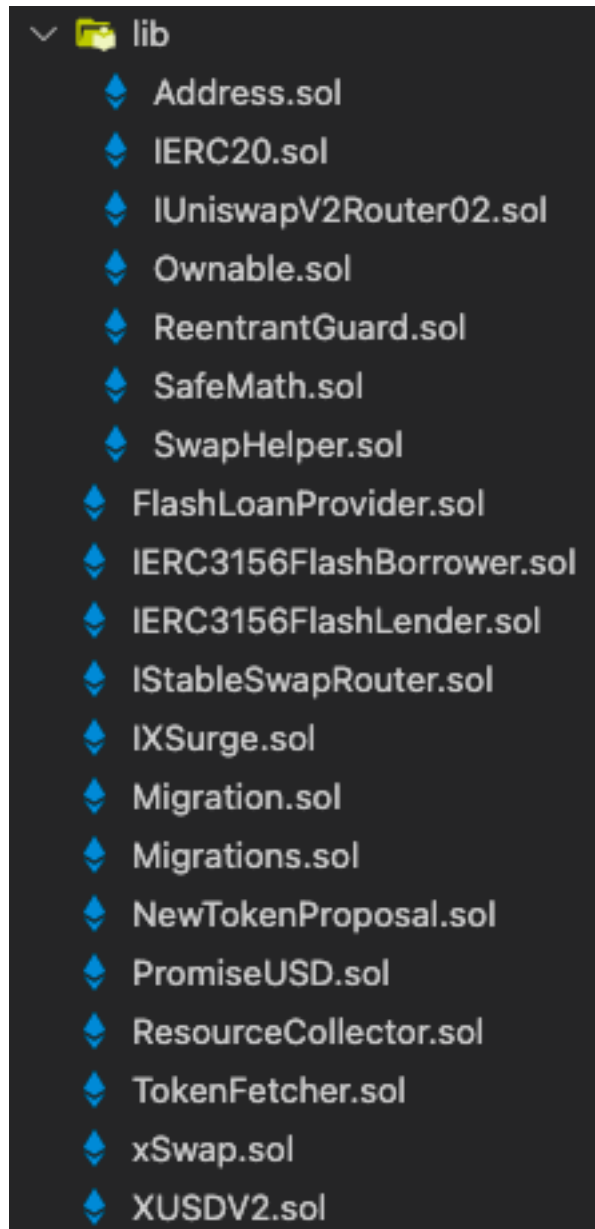 lib
Address.sol
IERC20.sol
IUniswapV2Router02.sol
Ownable.sol
ReentrantGuard.sol
SafeMath.sol
SwapHelper.sol
FlashLoanProvider.sol
IERC3156FlashBorrower.sol
IERC3156FlashLender.sol
IStableSwapRouter.sol
IXSurge.sol
Migration.sol
Migrations.sol
NewTokenProposal.sol
PromiseUSD.sol
ResourceCollector.sol
TokenFetcher.sol
xSwap.sol
XUSDV2.sol